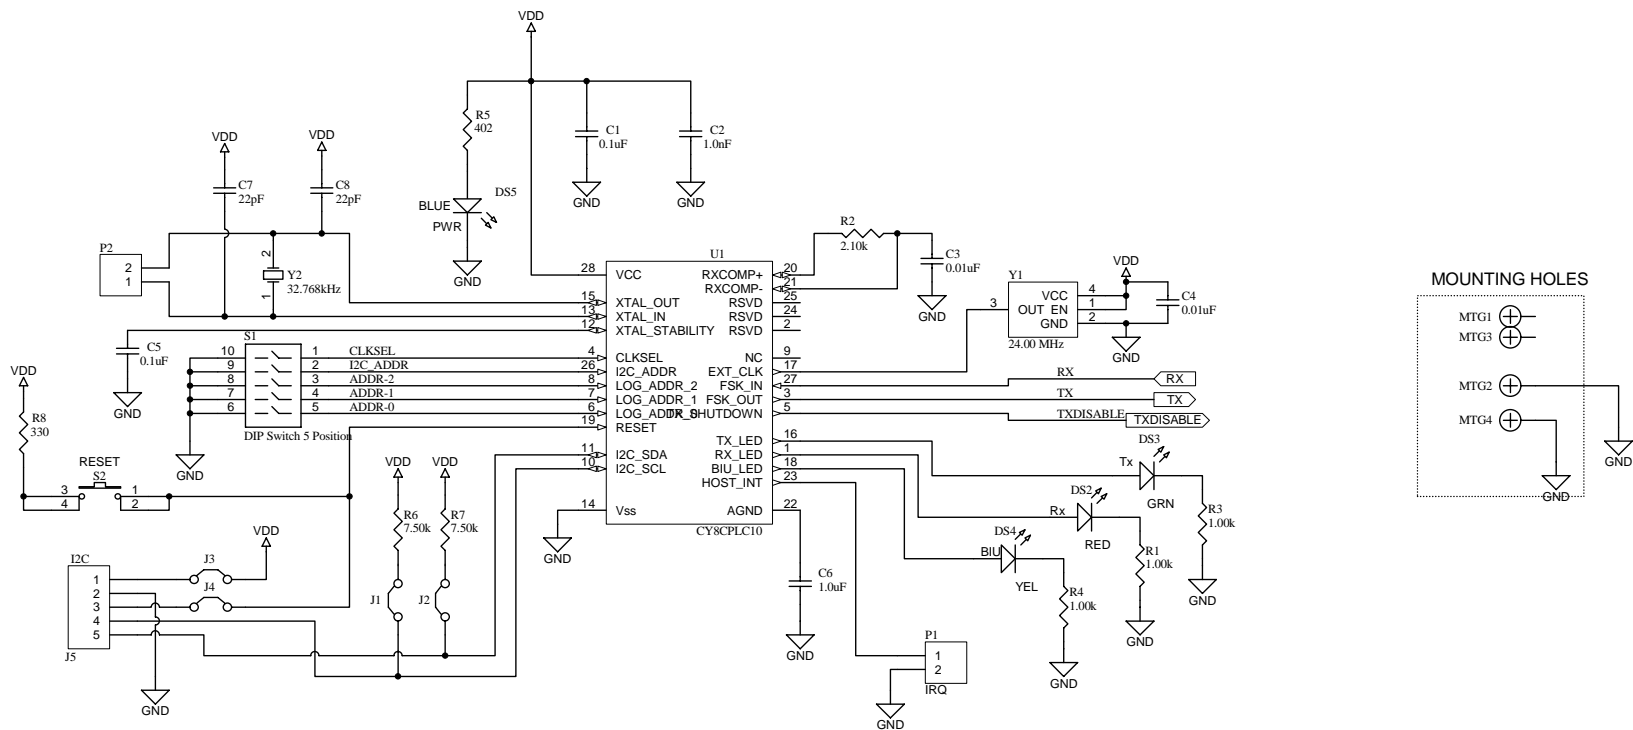 VDD
R5
402
C1
0.1uF
C2
1.0nF
GND
GND
BLUE
DS5
PWR
GND
VDD
VDD
C7
22pF
C8
22pF
P2
2
1
2
Y2
32.768kHz
1
C5
0.1uF
GND
S1
10
9
8
7
6
1
2
3
4
5
CLKSEL
I2C_ADDR
ADDR-2
ADDR-1
ADDR-0
DIP Switch 5 Position
GND
VDD
R8
330
RESET
S2
3
4
1
2
U1
28
VCC
15
XTAL_OUT
13
XTAL_IN
12
XTAL_STABILITY
4
CLKSEL
26
I2C_ADDR
8
LOG_ADDR_2
7
LOG_ADDR_1
6
LOG_ADDR_0
19
RESET
11
I2C_SDA
10
I2C_SCL
14
Vss
GND
RXCOMP+
20
RXCOMP-
21
RSVD
25
RSVD
24
RSVD
2
NC
9
EXT_CLK
17
FSK_IN
27
FSK_OUT
3
TX_SHUTDOWN
5
TX_LED
16
RX_LED
1
BIU_LED
18
HOST_INT
23
AGND
22
CY8CPLC10
R2
2.10k
C3
0.01uF
GND
Y1
3
VCC
OUT EN
GND
4
1
2
24.00 MHz
VDD
C4
0.01uF
GND
RX
RX
TX
TX
TXDISABLE
TXDISABLE
DS3
Tx
GRN
R3
1.00k
GND
DS2
Rx
RED
R1
1.00k
GND
DS4
BIU
YEL
R4
1.00k
GND
C6
1.0uF
GND
P1
1
2
IRQ
GND
VDD
VDD
R6
7.50k
R7
7.50k
J1
J2
I2C
1
2
3
4
5
J5
J3
J4
VDD
GND
MOUNTING HOLES
MTG1
MTG3
MTG2
MTG4
GND
GND